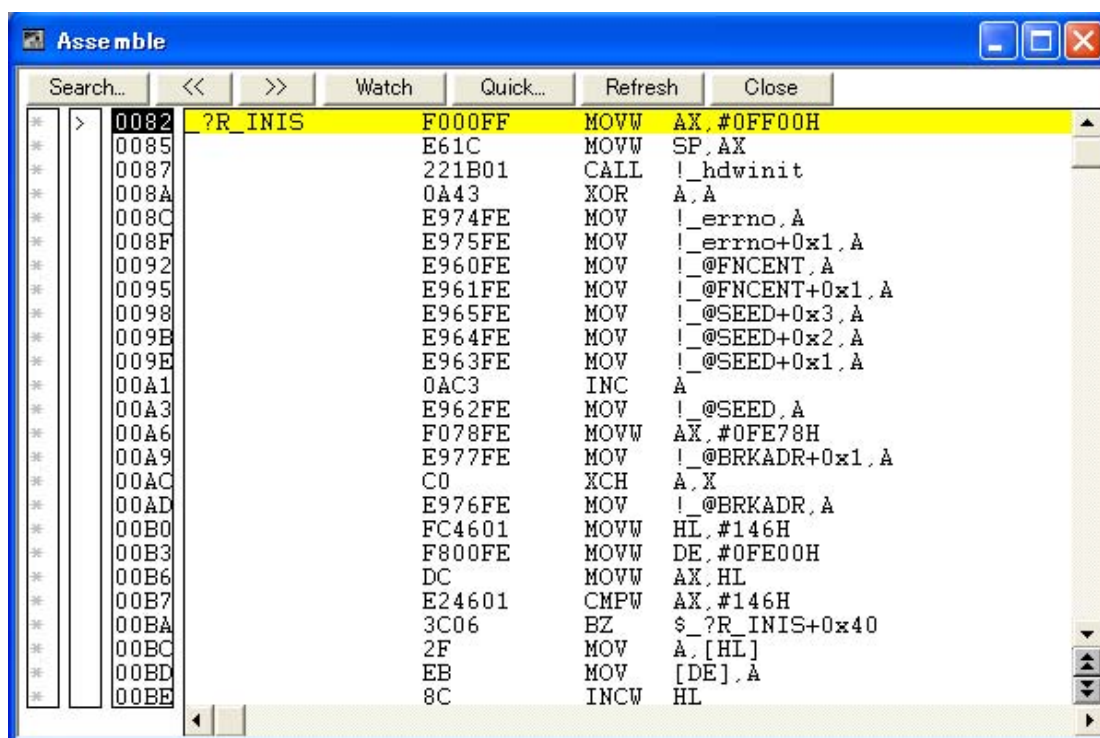 Assemble
Search... << >> Watch Quick... Refresh Close
* > 0082 _?R_INIS F000FF MOVW AX,#0FF00H
* 0085 E61C MOVW SP,AX
* 0087 221B01 CALL !_hdwinit
* 008A 0A43 XOR A,A
* 008C E974FE MOV !_errno,A
* 008F E975FE MOV !_errno+0x1,A
* 0092 E960FE MOV !_@FNCENT,A
* 0095 E961FE MOV !_@FNCENT+0x1,A
* 0098 E965FE MOV !_@SEED+0x3,A
* 009B E964FE MOV !_@SEED+0x2,A
* 009E E963FE MOV !_@SEED+0x1,A
* 00A1 0AC3 INC A
* 00A3 E962FE MOV !_@SEED,A
* 00A6 F078FE MOVW AX,#0FE78H
* 00A9 E977FE MOV !_@BRKADR+0x1,A
* 00AC C0 XCH A,X
* 00AD E976FE MOV !_@BRKADR,A
* 00B0 FC4601 MOVW HL,#146H
* 00B3 F800FE MOVW DE,#0FE00H
* 00B6 DC MOVW AX,HL
* 00B7 E24601 CMPW AX,#146H
* 00BA 3C06 BZ $_?R_INIS+0x40
* 00BC 2F MOV A,[HL]
* 00BD EB MOV [DE],A
* 00BE 8C INCW HL